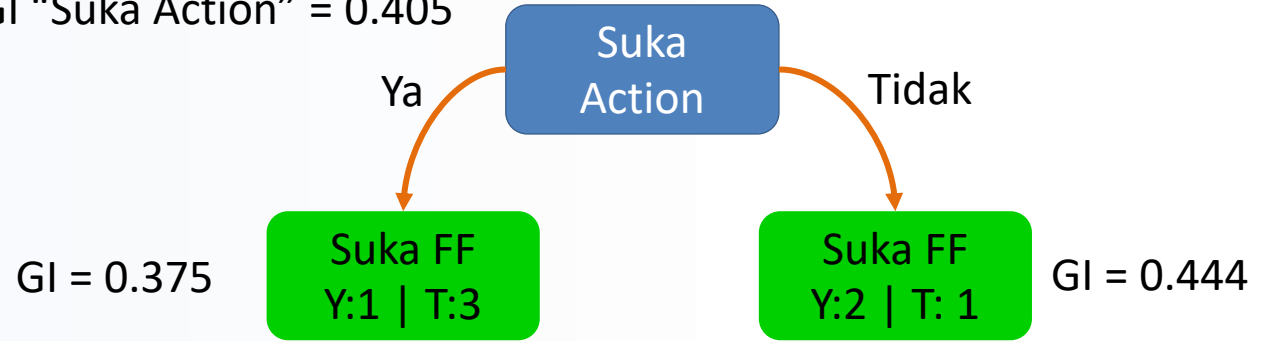 GI “Suka Action” = 0.405
Suka
Action
Ya
Tidak
GI = 0.375
Suka FF
Y:1 | T:3
Suka FF
Y:2 | T: 1
GI = 0.444